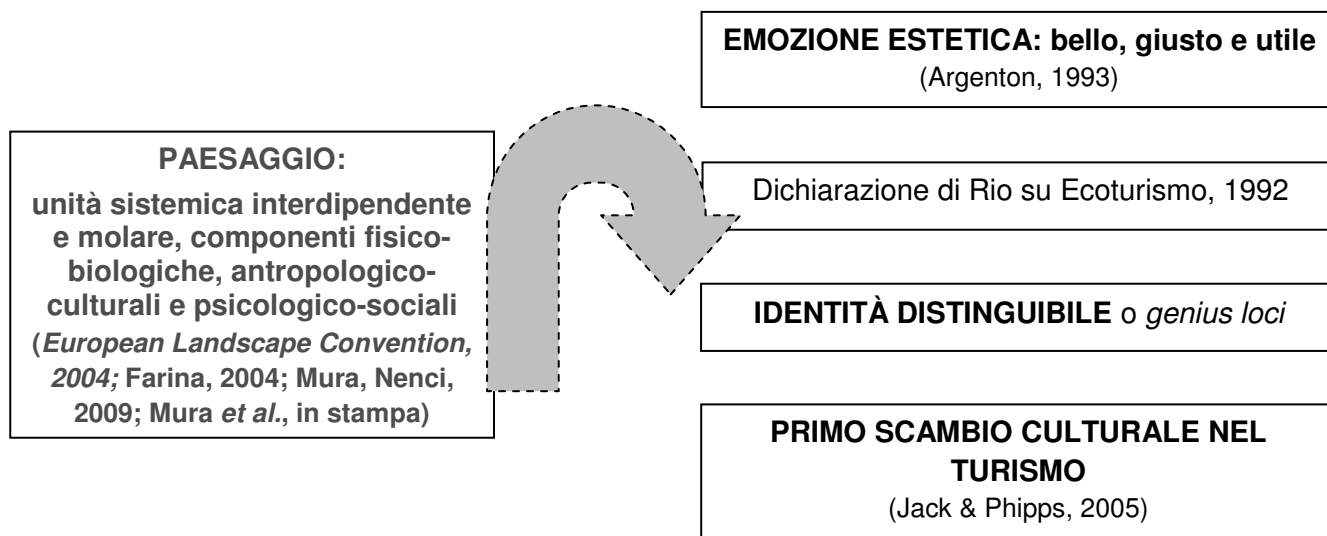 PAESAGGIO:
unità sistemica interdipendente
e molare, componenti fisico-
biologiche, antropologico-
culturali e psicologico-sociali
(European Landscape Convention,
2004; Farina, 2004; Mura, Nenci,
2009; Mura et al., in stampa)
EMOZIONE ESTETICA: bello, giusto e utile
(Argenton, 1993)
Dichiarazione di Rio su Ecoturismo, 1992
IDENTITÀ DISTINGUIBILE o genius loci
PRIMO SCAMBIO CULTURALE NEL
TURISMO
(Jack & Phipps, 2005)